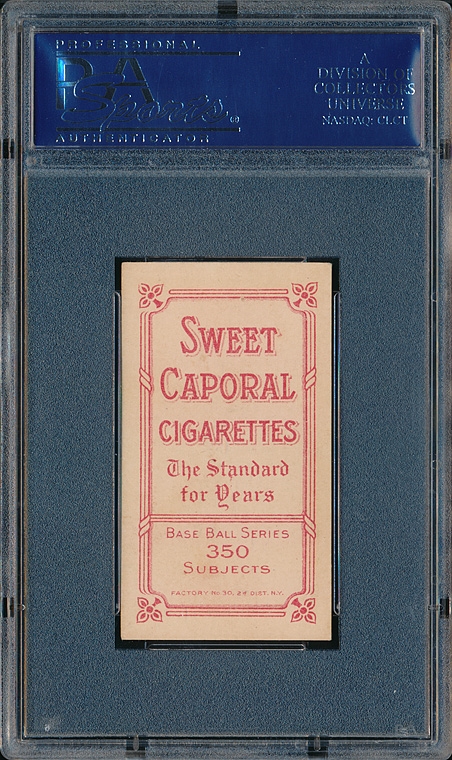 PROFESSIONAL
PSA
Sports
AUTHENTICATOR
A
DIVISION OF
COLLECTORS
UNIVERSE
NASDAQ: CLCT
SWEET
CAPORAL
CIGARETTES
The Standard
for Years
BASE BALL SERIES
350
SUBJECTS
FACTORY No 30, 2d DIST. N.Y.